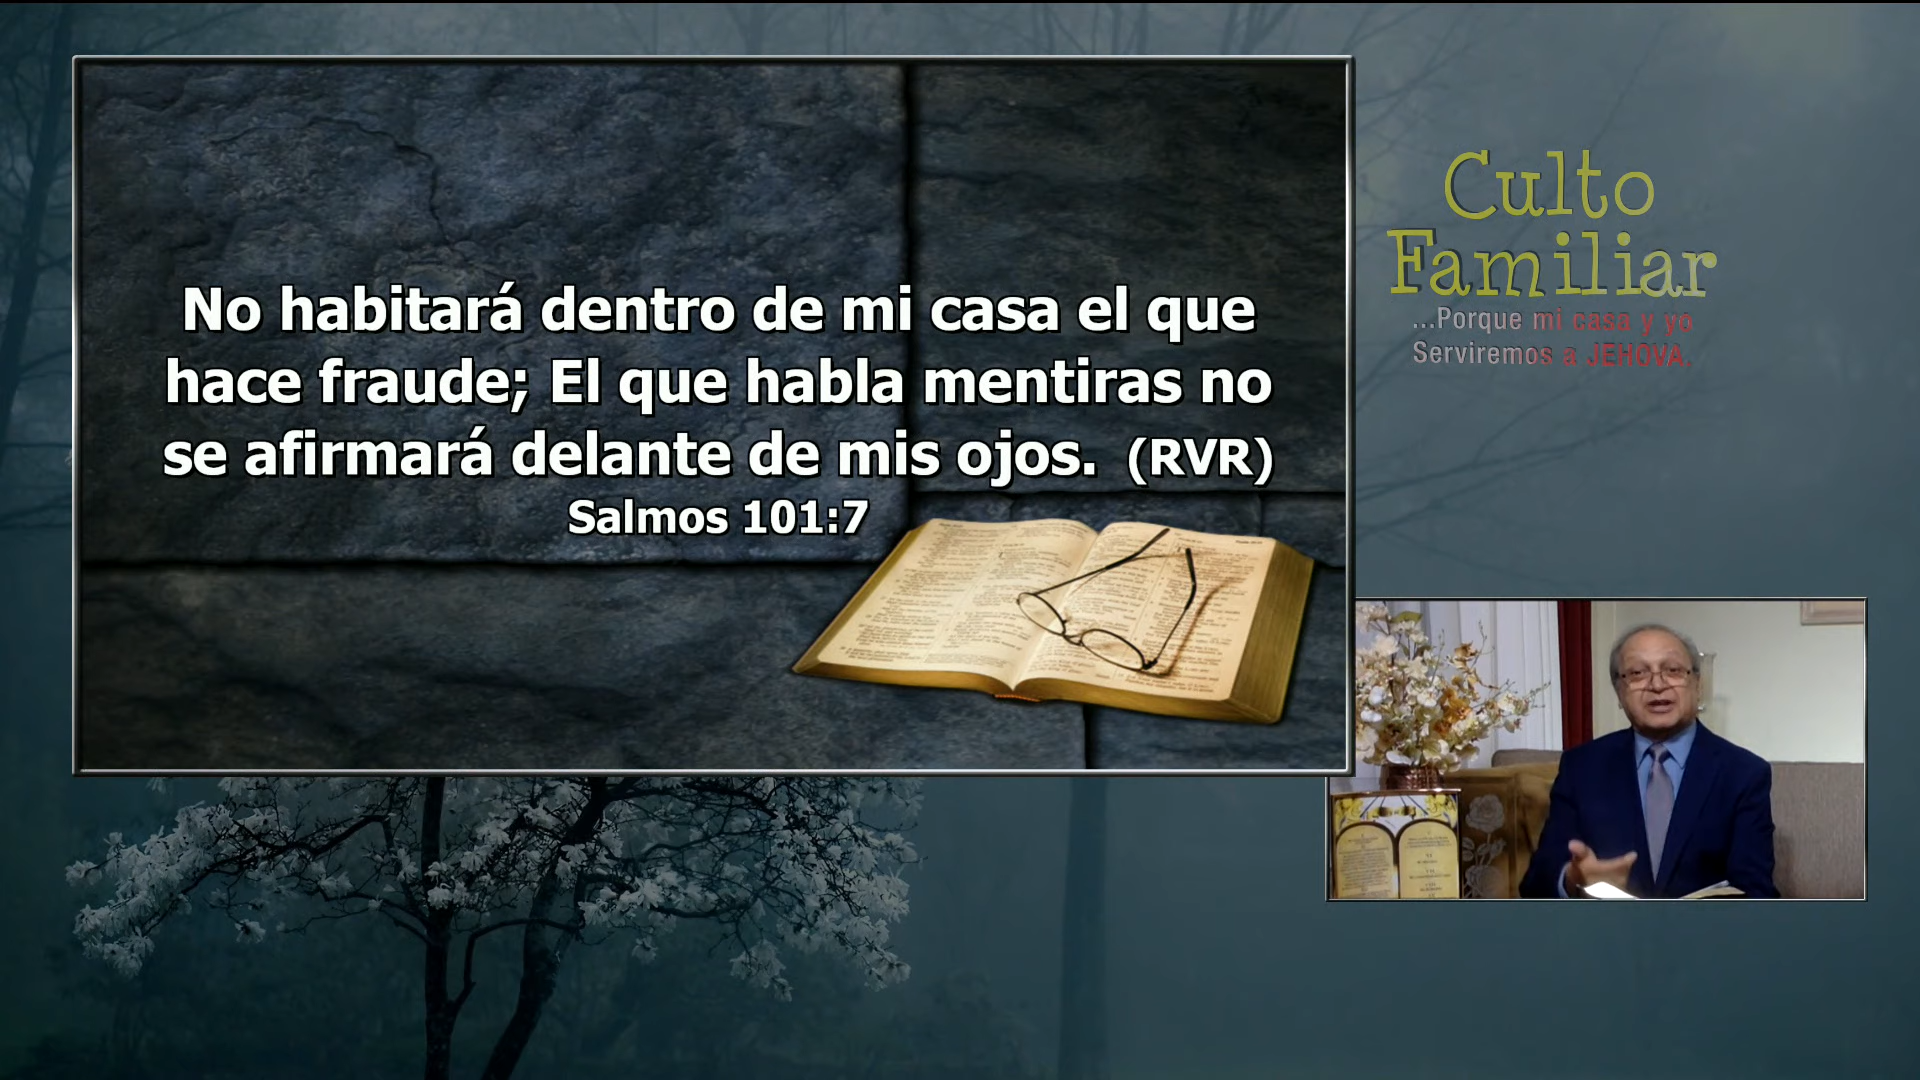 No habitará dentro de mi casa el que
hace fraude; El que habla mentiras no
se afirmará delante de mis ojos. (RVR)
Salmos 101:7
Culto
Familiar
...Porque mi casa y yo
Serviremos a JEHOVA.